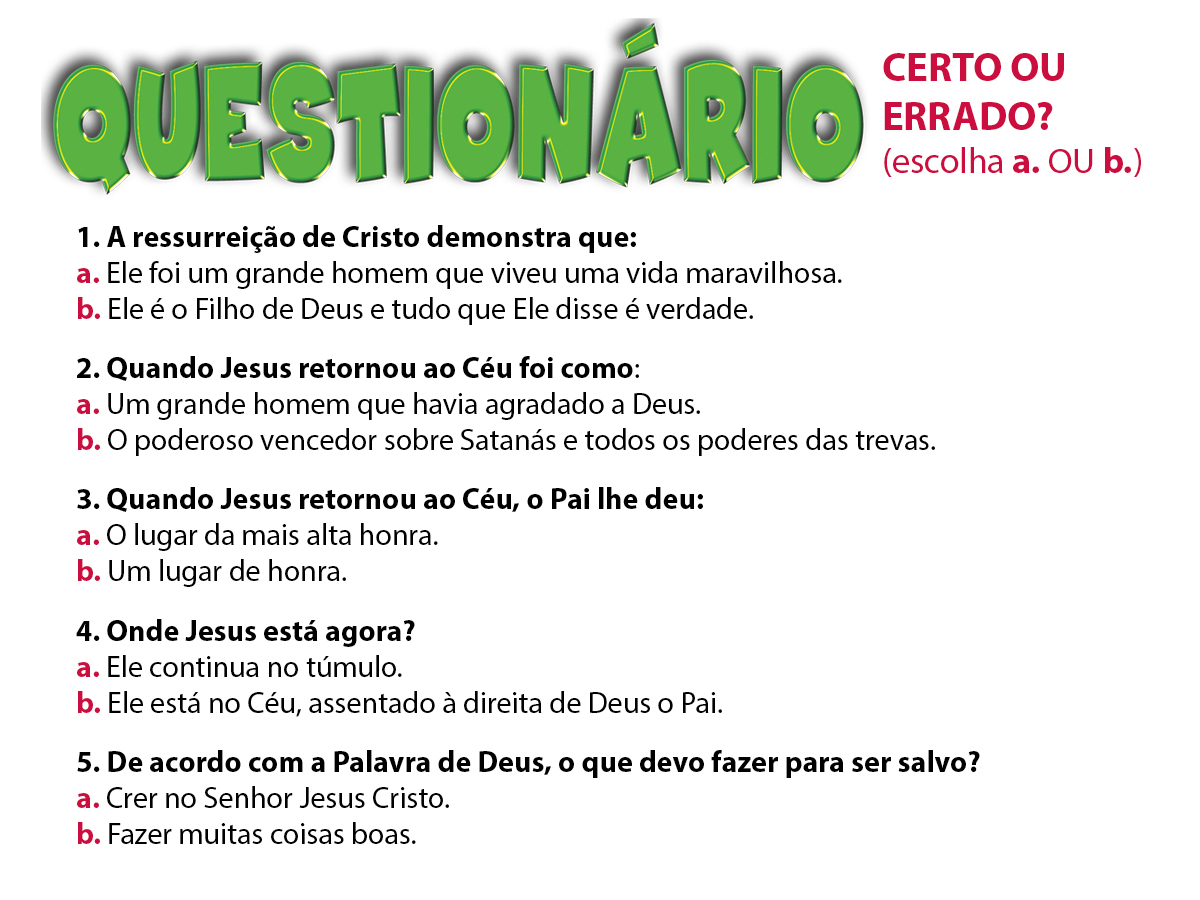 QUESTIONÁRIO
CERTO OU
ERRADO?
(escolha a. OU b.)
1. A ressurreição de Cristo demonstra que:
a. Ele foi um grande homem que viveu uma vida maravilhosa.
b. Ele é o Filho de Deus e tudo que Ele disse é verdade.
2. Quando Jesus retornou ao Céu foi como:
a. Um grande homem que havia agradado a Deus.
b. O poderoso vencedor sobre Satanás e todos os poderes das trevas.
3. Quando Jesus retornou ao Céu, o Pai lhe deu:
a. O lugar da mais alta honra.
b. Um lugar de honra.
4. Onde Jesus está agora?
a. Ele continua no túmulo.
b. Ele está no Céu, assentado à direita de Deus o Pai.
5. De acordo com a Palavra de Deus, o que devo fazer para ser salvo?
a. Crer no Senhor Jesus Cristo.
b. Fazer muitas coisas boas.